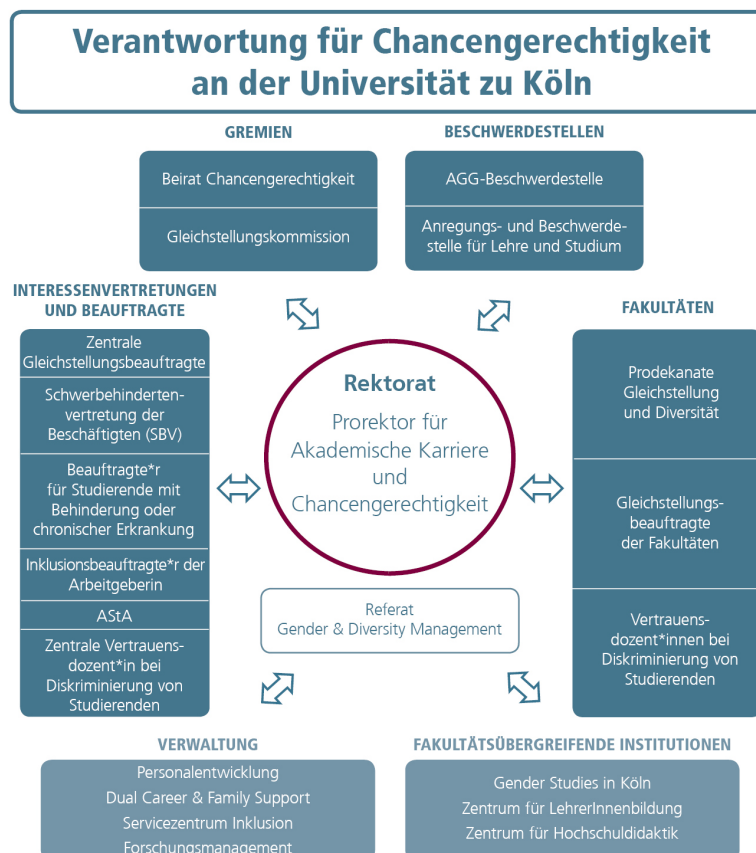 Verantwortung für Chancengerechtigkeit
an der Universität zu Köln
GREMIEN
Beirat Chancengerechtigkeit
Gleichstellungskommission
BESCHWERDESTELLEN
AGG-Beschwerdestelle
Anregungs- und Beschwerde-
stelle für Lehre und Studium
INTERESSENVERTRETUNGEN
UND BEAUFTRAGTE
Zentrale
Gleichstellungsbeauftragte
Schwerbehinderten-
vertretung der
Beschäftigten (SBV)
Beauftragte*r
für Studierende mit
Behinderung oder
chronischer Erkrankung
Inklusionsbeauftragte*r der
Arbeitgeberin
AStA
Zentrale Vertrauens-
dozent*in bei
Diskriminierung von
Studierenden
Rektorat
Prorektor für
Akademische Karriere
und
Chancengerechtigkeit
Referat
Gender & Diversity Management
FAKULTÄTEN
Prodekanate
Gleichstellung
und Diversität
Gleichstellungs-
beauftragte
der Fakultäten
Vertrauens-
dozent*innen bei
Diskriminierung von
Studierenden
VERWALTUNG
Personalentwicklung
Dual Career & Family Support
Servicezentrum Inklusion
Forschungsmanagement
FAKULTÄTSÜBERGREIFENDE INSTITUTIONEN
Gender Studies in Köln
Zentrum für LehrerInnenbildung
Zentrum für Hochschuldidaktik